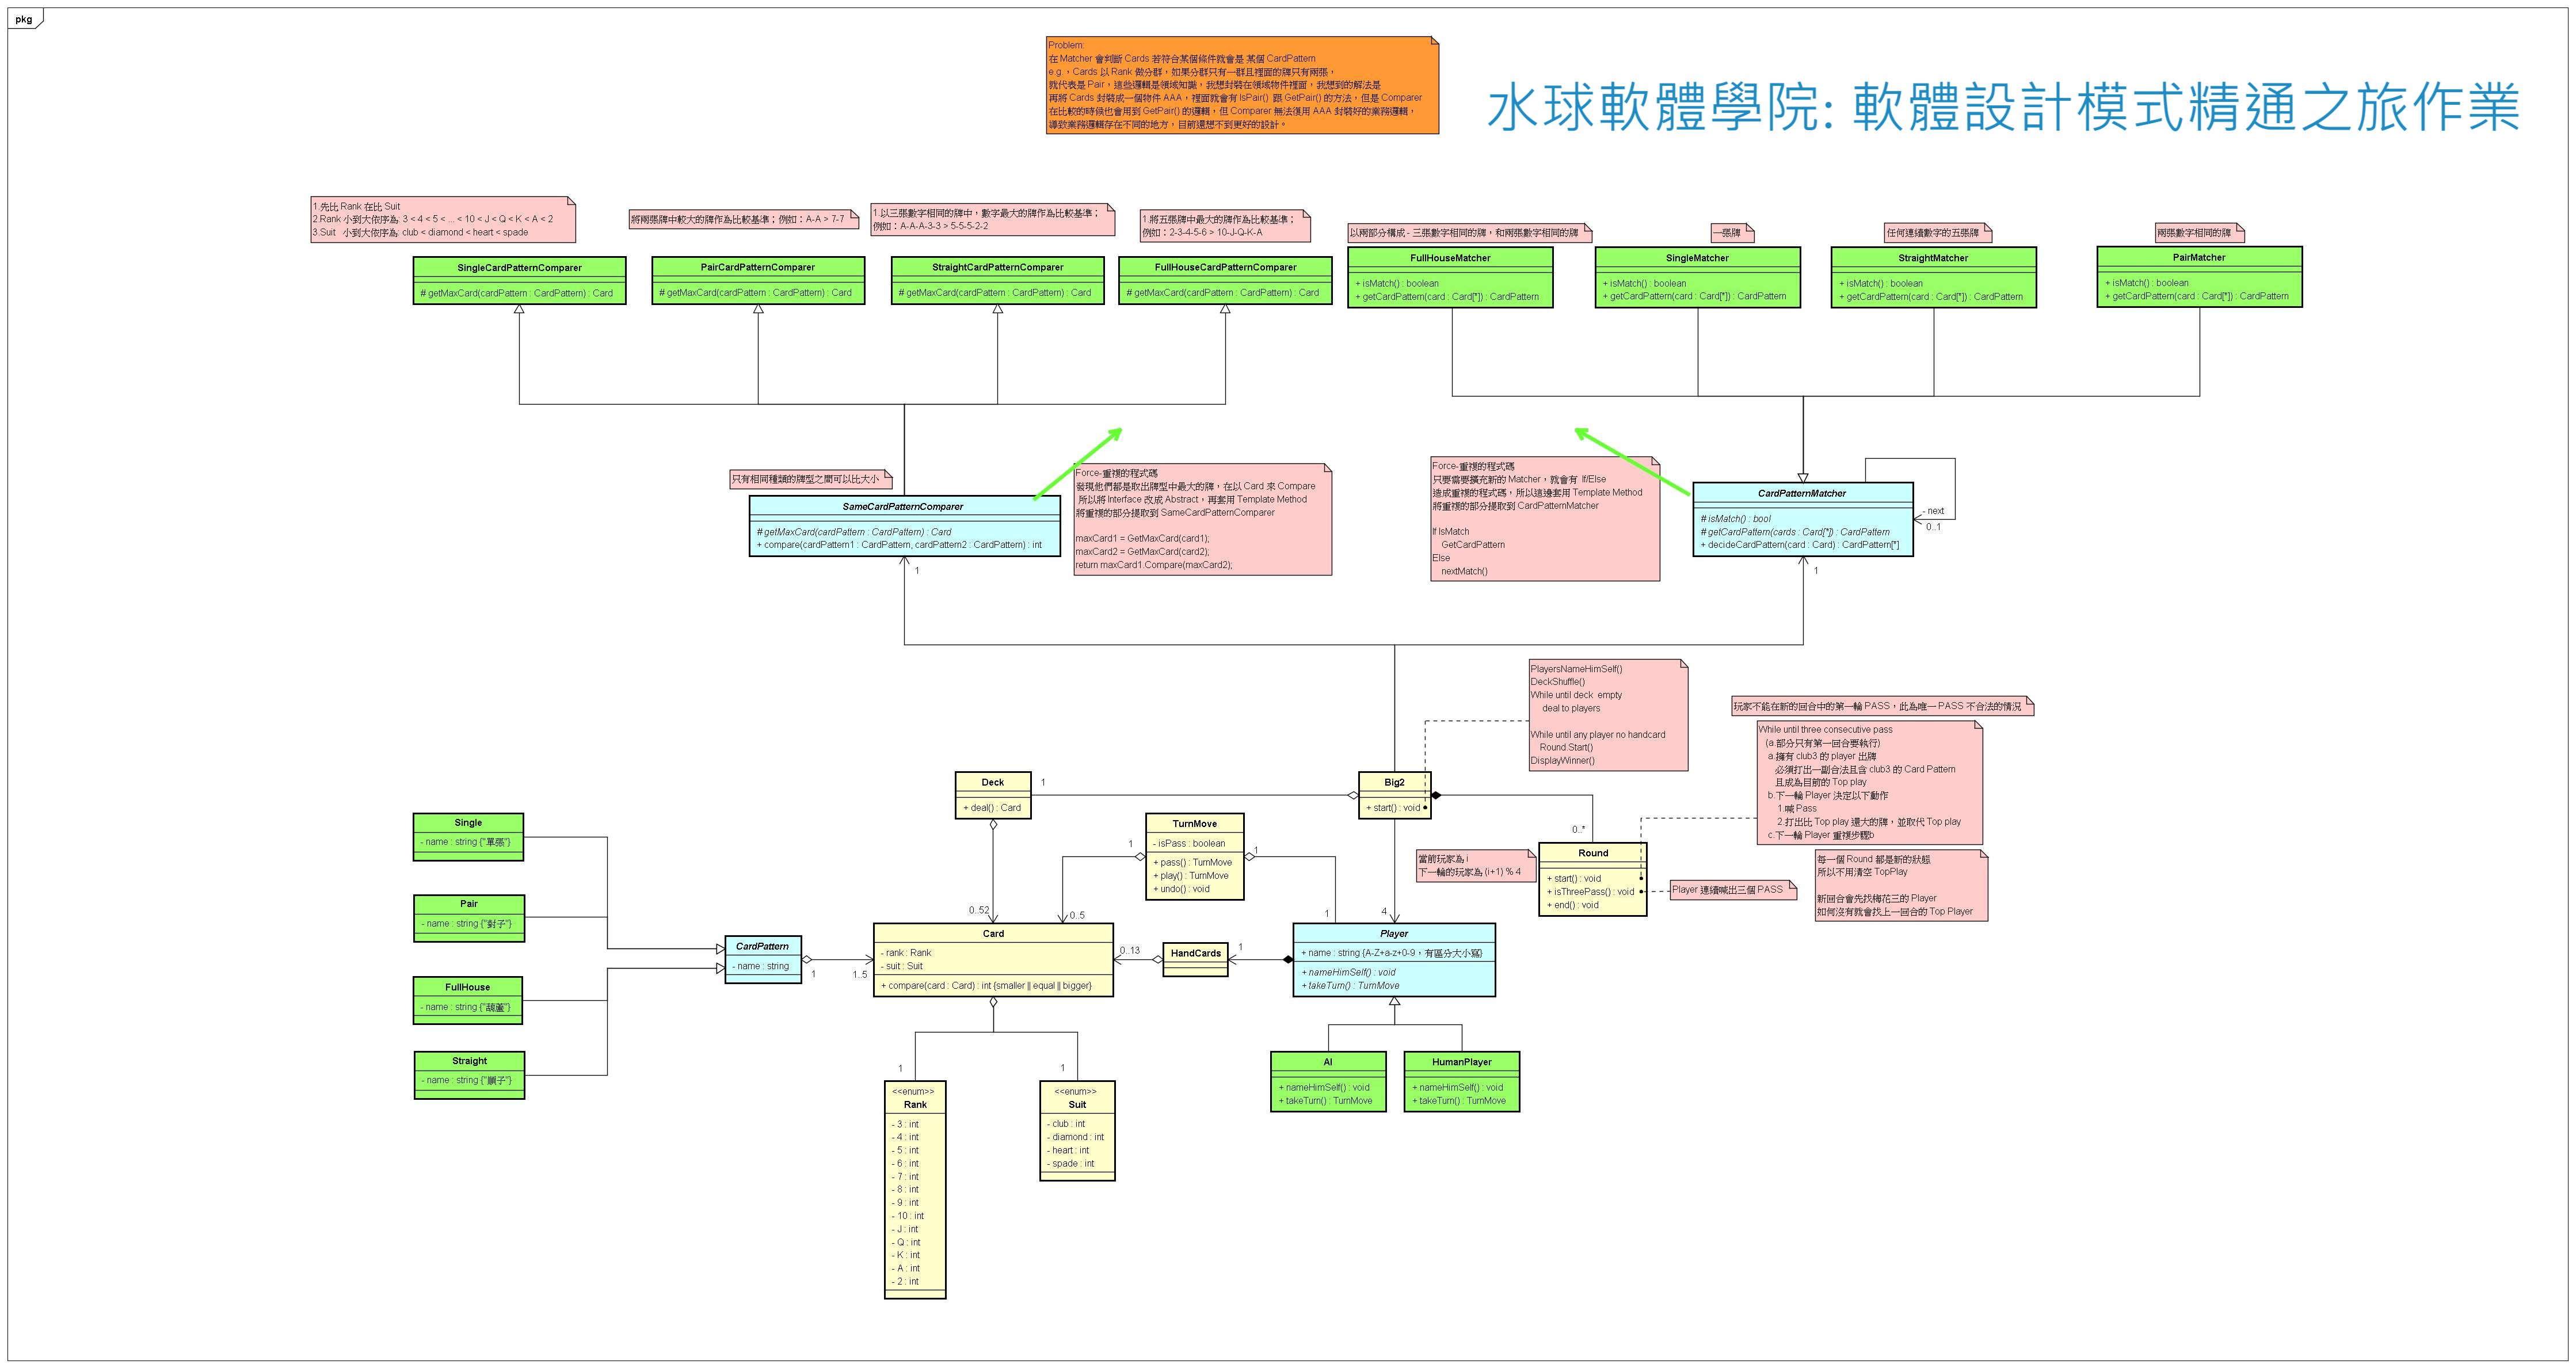 pkg
Problem:
在 Matcher 會判斷 Cards 若符合某個條件就會是 某個 CardPattern
e.g.，Cards 以 Rank 做分群，如果分群只有一群且裡面的牌只有兩張，
就代表是 Pair，這些邏輯是領域知識，我想封裝在領域物件裡面，我想到的解法是
再將 Cards 封裝成一個物件 AAA，裡面就會有 IsPair() 跟 GetPair() 的方法，但是 Comparer
在比較的時候也會用到 GetPair() 的邏輯，但 Comparer 無法復用 AAA 封裝好的業務邏輯，
導致業務邏輯存在不同的地方，目前還想不到更好的設計。
水球軟體學院: 軟體設計模式精通之旅作業
1.先比 Rank 在比 Suit
2.Rank 小到大依序為: 3 < 4 < 5 < ... < 10 < J < Q < K < A < 2
3.Suit 小到大依序為: club < diamond < heart < spade
將兩張牌中較大的牌作為比較基準；例如：A-A > 7-7
1.以三張數字相同的牌中，數字最大的牌作為比較基準；
例如：A-A-A-3-3 > 5-5-5-2-2
1.將五張牌中最大的牌作為比較基準；
例如：2-3-4-5-6 > 10-J-Q-K-A
以兩部分構成 - 三張數字相同的牌，和兩張數字相同的牌
一張牌
任何連續數字的五張牌
兩張數字相同的牌
SingleCardPatternComparer
# getMaxCard(cardPattern : CardPattern) : Card
PairCardPatternComparer
# getMaxCard(cardPattern : CardPattern) : Card
StraightCardPatternComparer
# getMaxCard(cardPattern : CardPattern) : Card
FullHouseCardPatternComparer
# getMaxCard(cardPattern : CardPattern) : Card
FullHouseMatcher
+ isMatch() : boolean
+ getCardPattern(card : Card[*]) : CardPattern
SingleMatcher
+ isMatch() : boolean
+ getCardPattern(card : Card[*]) : CardPattern
StraightMatcher
+ isMatch() : boolean
+ getCardPattern(card : Card[*]) : CardPattern
PairMatcher
+ isMatch() : boolean
+ getCardPattern(card : Card[*]) : CardPattern
只有相同種類的牌型之間可以比大小
SameCardPatternComparer
# getMaxCard(cardPattern : CardPattern) : Card
+ compare(cardPattern1 : CardPattern, cardPattern2 : CardPattern) : int
1
Force-重複的程式碼
發現他們都是取出牌型中最大的牌，在以 Card 來 Compare
所以將 Interface 改成 Abstract，再套用 Template Method
將重複的部分提取到 SameCardPatternComparer
maxCard1 = GetMaxCard(card1);
maxCard2 = GetMaxCard(card2);
return maxCard1.Compare(maxCard2);
Force-重複的程式碼
只要需要擴充新的 Matcher，就會有 If/Else
造成重複的程式碼，所以這邊套用 Template Method
將重複的部分提取到 CardPatternMatcher
If IsMatch
GetCardPattern
Else
nextMatch()
CardPatternMatcher
# isMatch() : bool
# getCardPattern(cards : Card[*]) : CardPattern
+ decideCardPattern(card : Card) : CardPattern[*]
- next
0..1
1
PlayersNameHimSelf()
DeckShuffle()
While until deck empty
deal to players
While until any player no handcard
Round.Start()
DisplayWinner()
玩家不能在新的回合中的第一輪 PASS，此為唯一 PASS 不合法的情況
While until three consecutive pass
(a.部分只有第一回合要執行)
a.擁有 club3 的 player 出牌
必須打出一副合法且含 club3 的 Card Pattern
且成為目前的 Top play
b.下一輪 Player 決定以下動作
1.喊 Pass
2.打出比 Top play 還大的牌，並取代 Top play
c.下一輪 Player 重複步驟b
Deck
+ deal() : Card
1
Big2
+ start() : void
0..*
TurnMove
- isPass : boolean
+ pass() : TurnMove
+ play() : TurnMove
+ undo() : void
1
1
當前玩家為 i
下一輪的玩家為 (i+1) % 4
Round
+ start() : void
+ isThreePass() : void
+ end() : void
Player 連續喊出三個 PASS
每一個 Round 都是新的狀態
所以不用清空 TopPlay
新回合會先找梅花三的 Player
如何沒有就會找上一回合的 Top Player
Single
- name : string {"單張"}
Pair
- name : string {"對子"}
FullHouse
- name : string {"葫蘆"}
Straight
- name : string {"順子"}
CardPattern
- name : string
1
1..5
0..52
0..5
Card
- rank : Rank
- suit : Suit
+ compare(card : Card) : int {smaller || equal || bigger}
0..13
HandCards
1
1
4
Player
+ name : string {A-Z+a-z+0-9，有區分大小寫}
+ nameHimSelf() : void
+ takeTurn() : TurnMove
AI
+ nameHimSelf() : void
+ takeTurn() : TurnMove
HumanPlayer
+ nameHimSelf() : void
+ takeTurn() : TurnMove
1
1
<<enum>>
Rank
- 3 : int
- 4 : int
- 5 : int
- 6 : int
- 7 : int
- 8 : int
- 9 : int
- 10 : int
- J : int
- Q : int
- K : int
- A : int
- 2 : int
<<enum>>
Suit
- club : int
- diamond : int
- heart : int
- spade : int